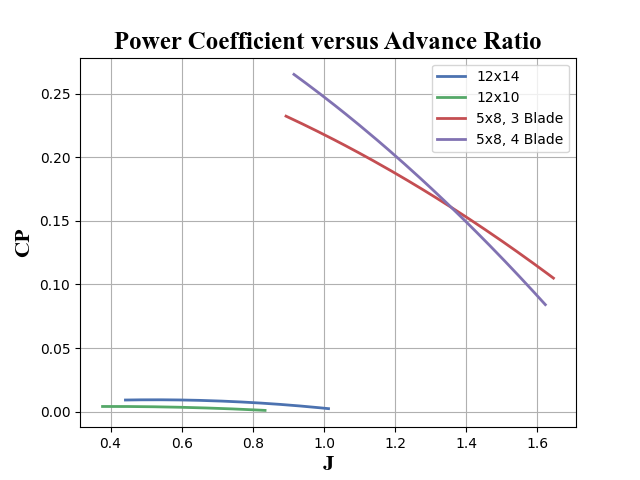 Power Coefficient versus Advance Ratio
12x14
12x10
5x8, 3 Blade
5x8, 4 Blade
0.25
0.20
0.15
0.10
0.05
0.00
CP
0.4 0.6 0.8 1.0 1.2 1.4 1.6
J